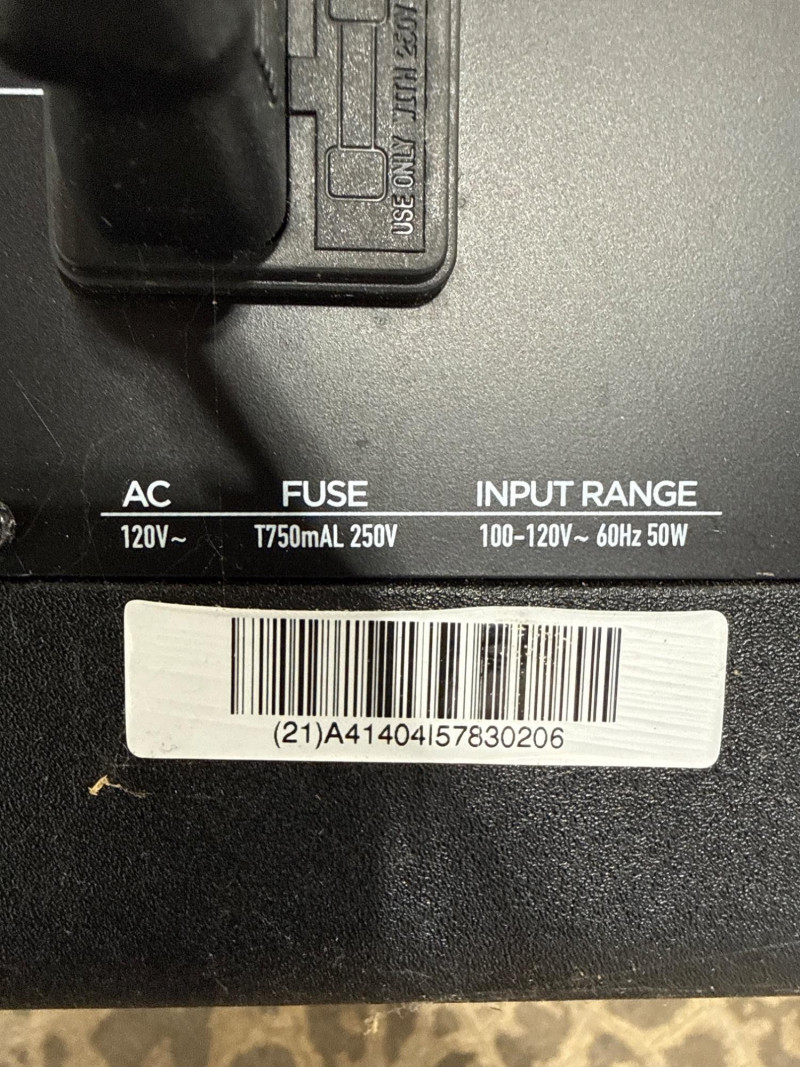 USE ONLY WITH 250V
AC FUSE INPUT RANGE
120V~ T750mAL 250V 100-120V~ 60Hz 50W
(21)A41404I57830206